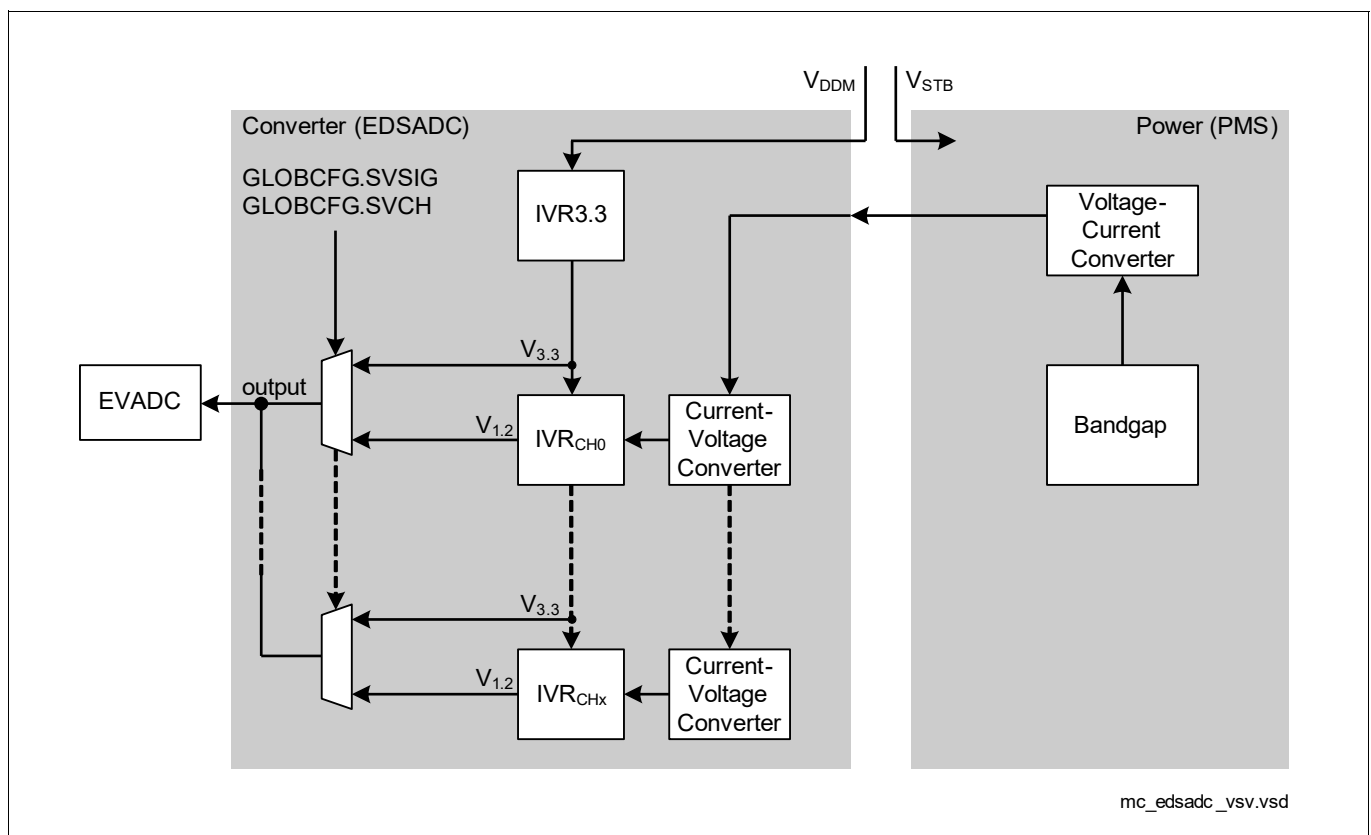 V_DDM
V_STB
Converter (EDSADC)
Power (PMS)
GLOBCFG.SVSIG
GLOBCFG.SVCH
IVR3.3
Voltage-
Current
Converter
V_3.3
EVADC
output
V_1.2
IVR_CH0
Current-
Voltage
Converter
Bandgap
V_3.3
V_1.2
IVR_CHx
Current-
Voltage
Converter
mc_edsadc_vsv.vsd